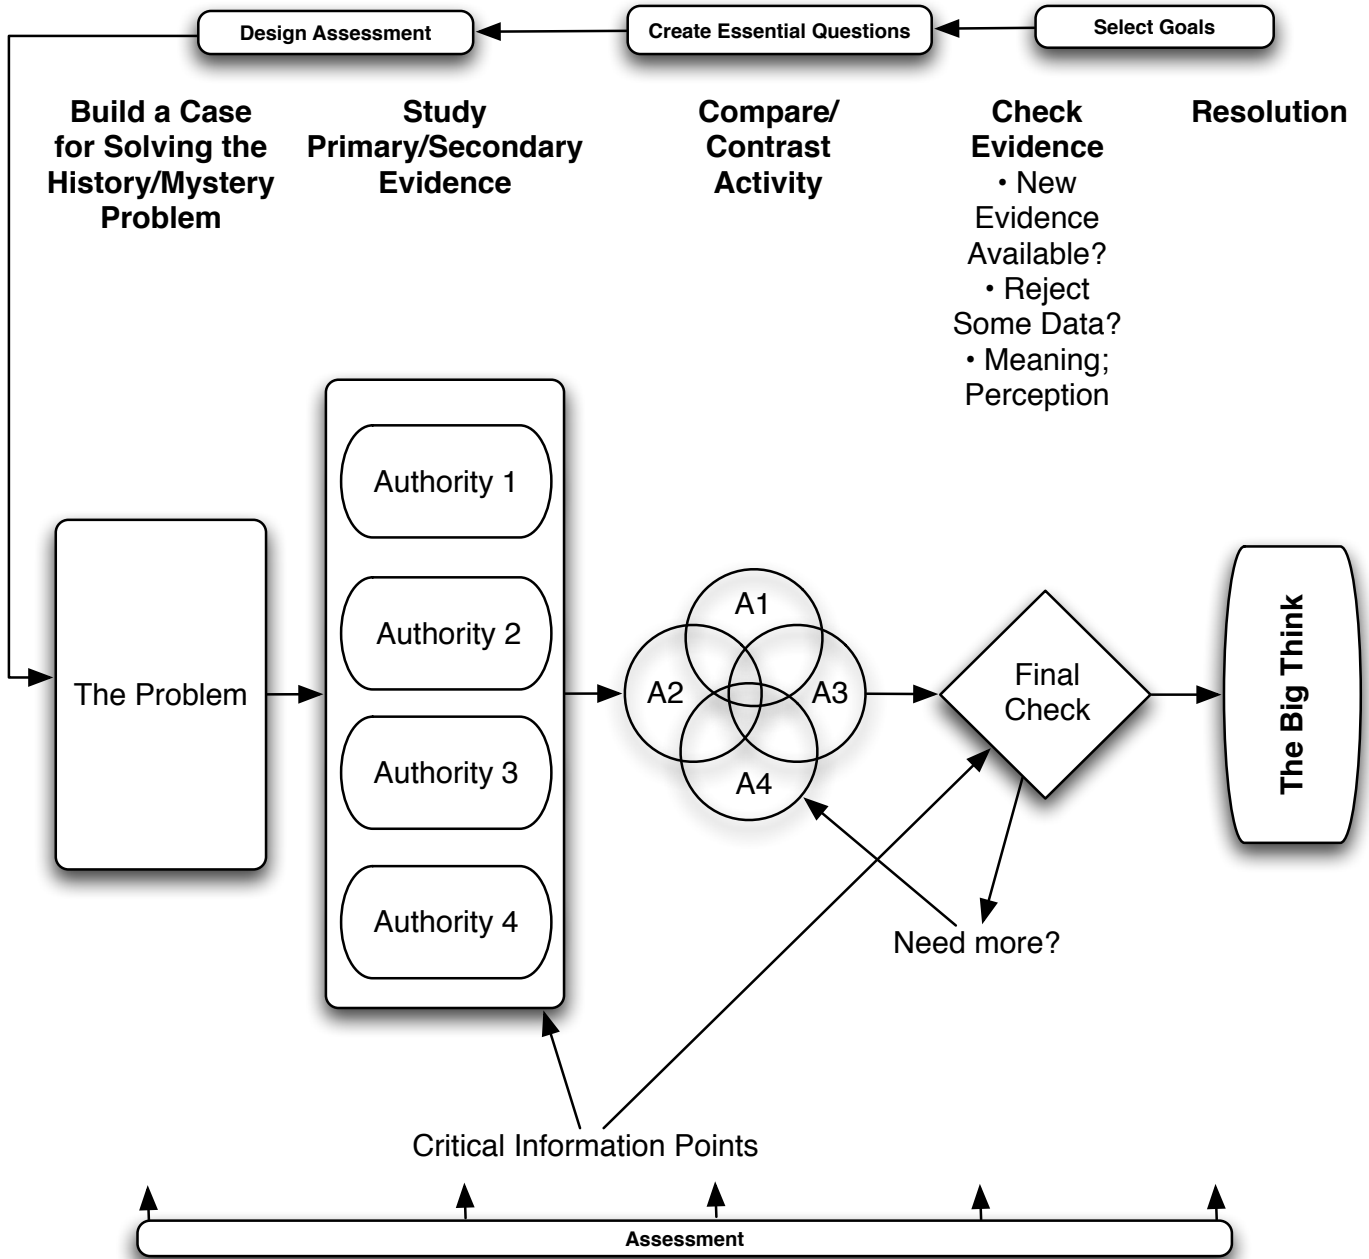 Design Assessment
Create Essential Questions
Select Goals
Build a Case
for Solving the
History/Mystery
Problem
Study
Primary/Secondary
Evidence
Compare/
Contrast
Activity
Check
Evidence
• New
Evidence
Available?
• Reject
Some Data?
• Meaning;
Perception
Resolution
The Problem
Authority 1
Authority 2
Authority 3
Authority 4
A1
A2
A3
A4
Final
Check
The Big Think
Need more?
Critical Information Points
Assessment